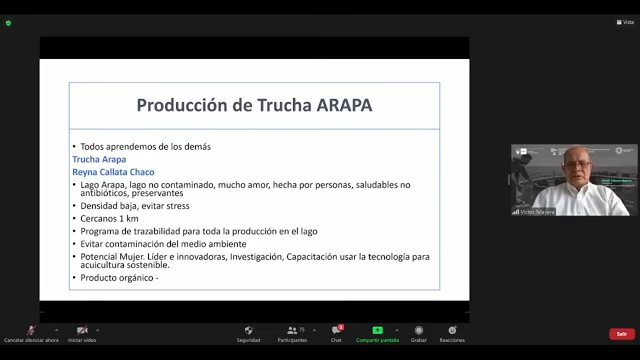 Vista
Producción de Trucha ARAPA
• Todos aprendemos de los demás
Trucha Arapa
Reyna Callata Chaco
• Lago Arapa, lago no contaminado, mucho amor, hecha por personas, saludables no
antibióticos, preservantes
• Densidad baja, evitar stress
• Cercanos 1 km
• Programa de trazabilidad para toda la producción en el lago
• Evitar contaminación del medio ambiente
• Potencial Mujer. Líder e innovadoras, Investigación, Capacitación usar la tecnología para
acuicultura sostenible.
• Producto orgánico -
Victor Talavera
75
Cancelar silenciar ahora
Iniciar video
Seguridad
Participantes
Chat
Compartir pantalla
Grabar
Reacciones
Salir